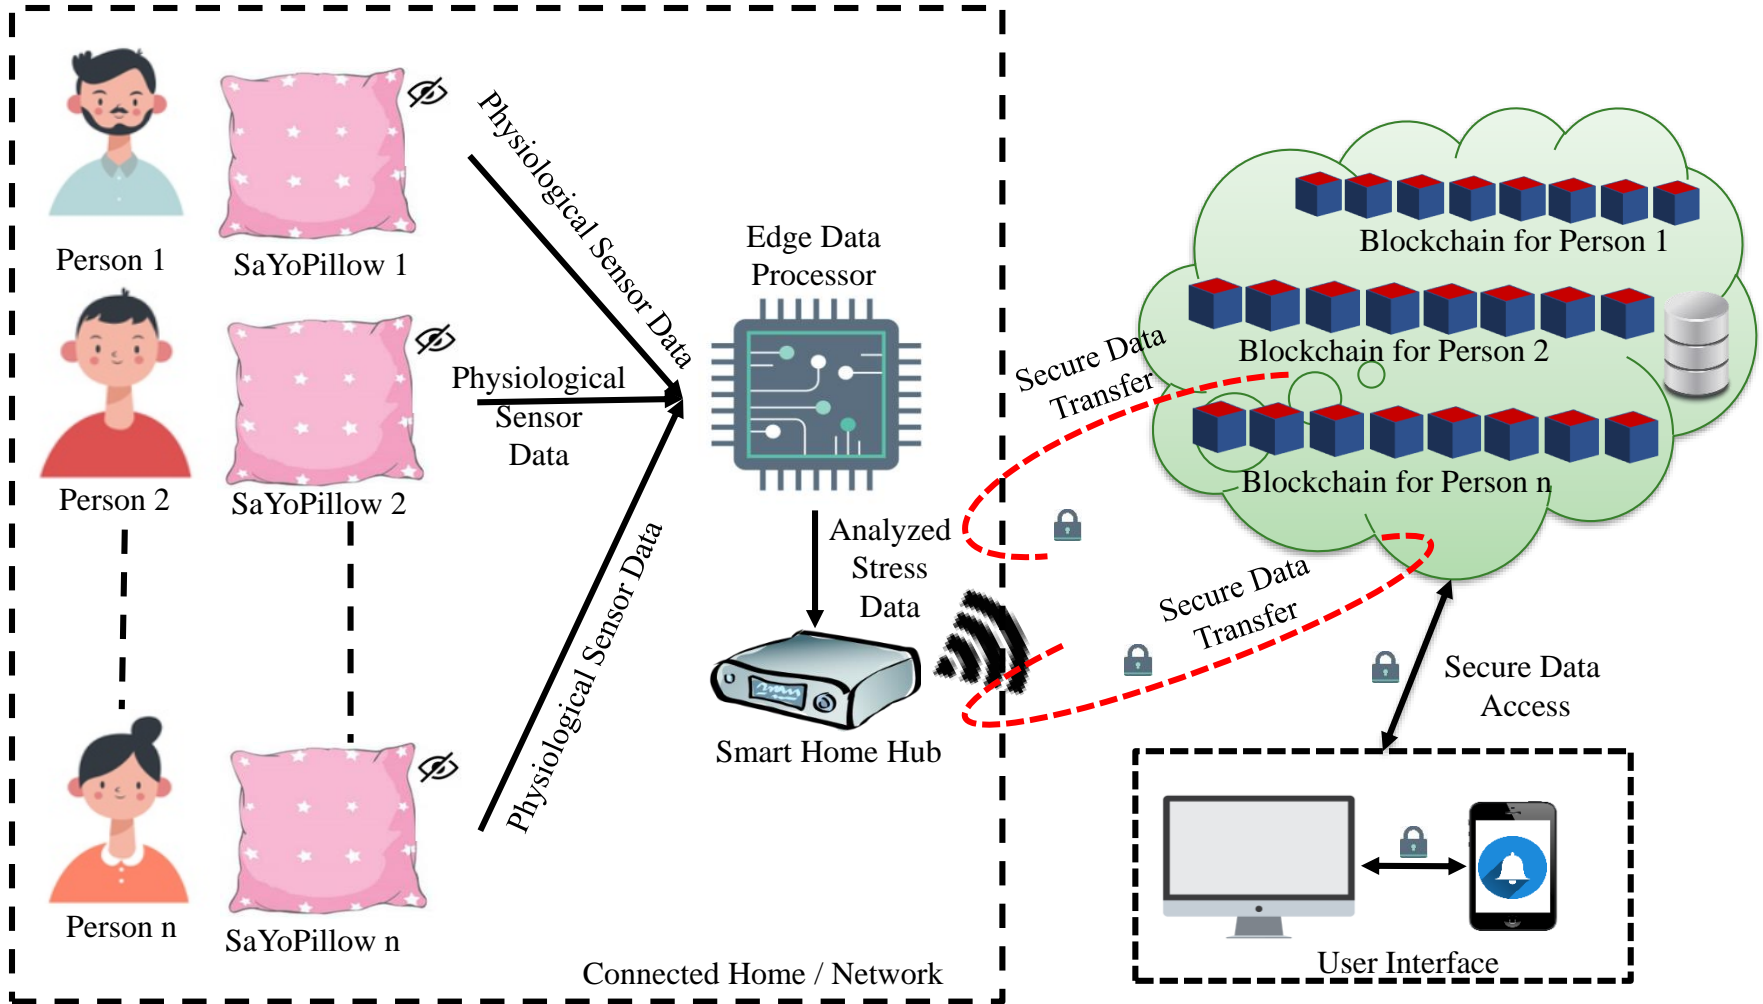 Person 1
SaYoPillow 1
Physiological Sensor Data
Edge Data
Processor
Person 2
SaYoPillow 2
Physiological
Sensor
Data
Physiological Sensor Data
Analyzed
Stress
Data
Smart Home Hub
Person n
SaYoPillow n
Connected Home / Network
Blockchain for Person 1
Blockchain for Person 2
Blockchain for Person n
Secure Data
Transfer
Secure Data
Transfer
Secure Data
Access
User Interface